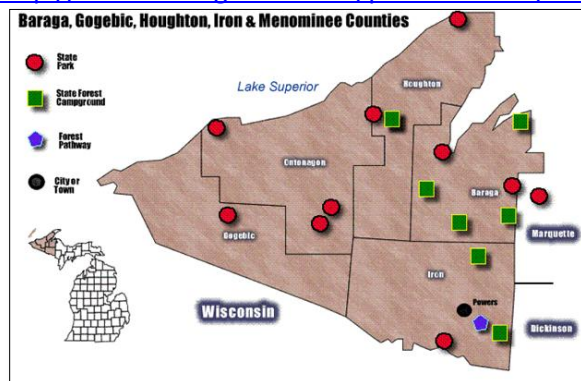 Baraga, Gogebic, Houghton, Iron & Menominee Counties
State
Park
State Forest
Campground
Forest
Pathway
City or
Town
Lake Superior
Houghton
Ontonagon
Baraga
Gogebic
Marquette
Iron
Powers
Wisconsin
Dickinson